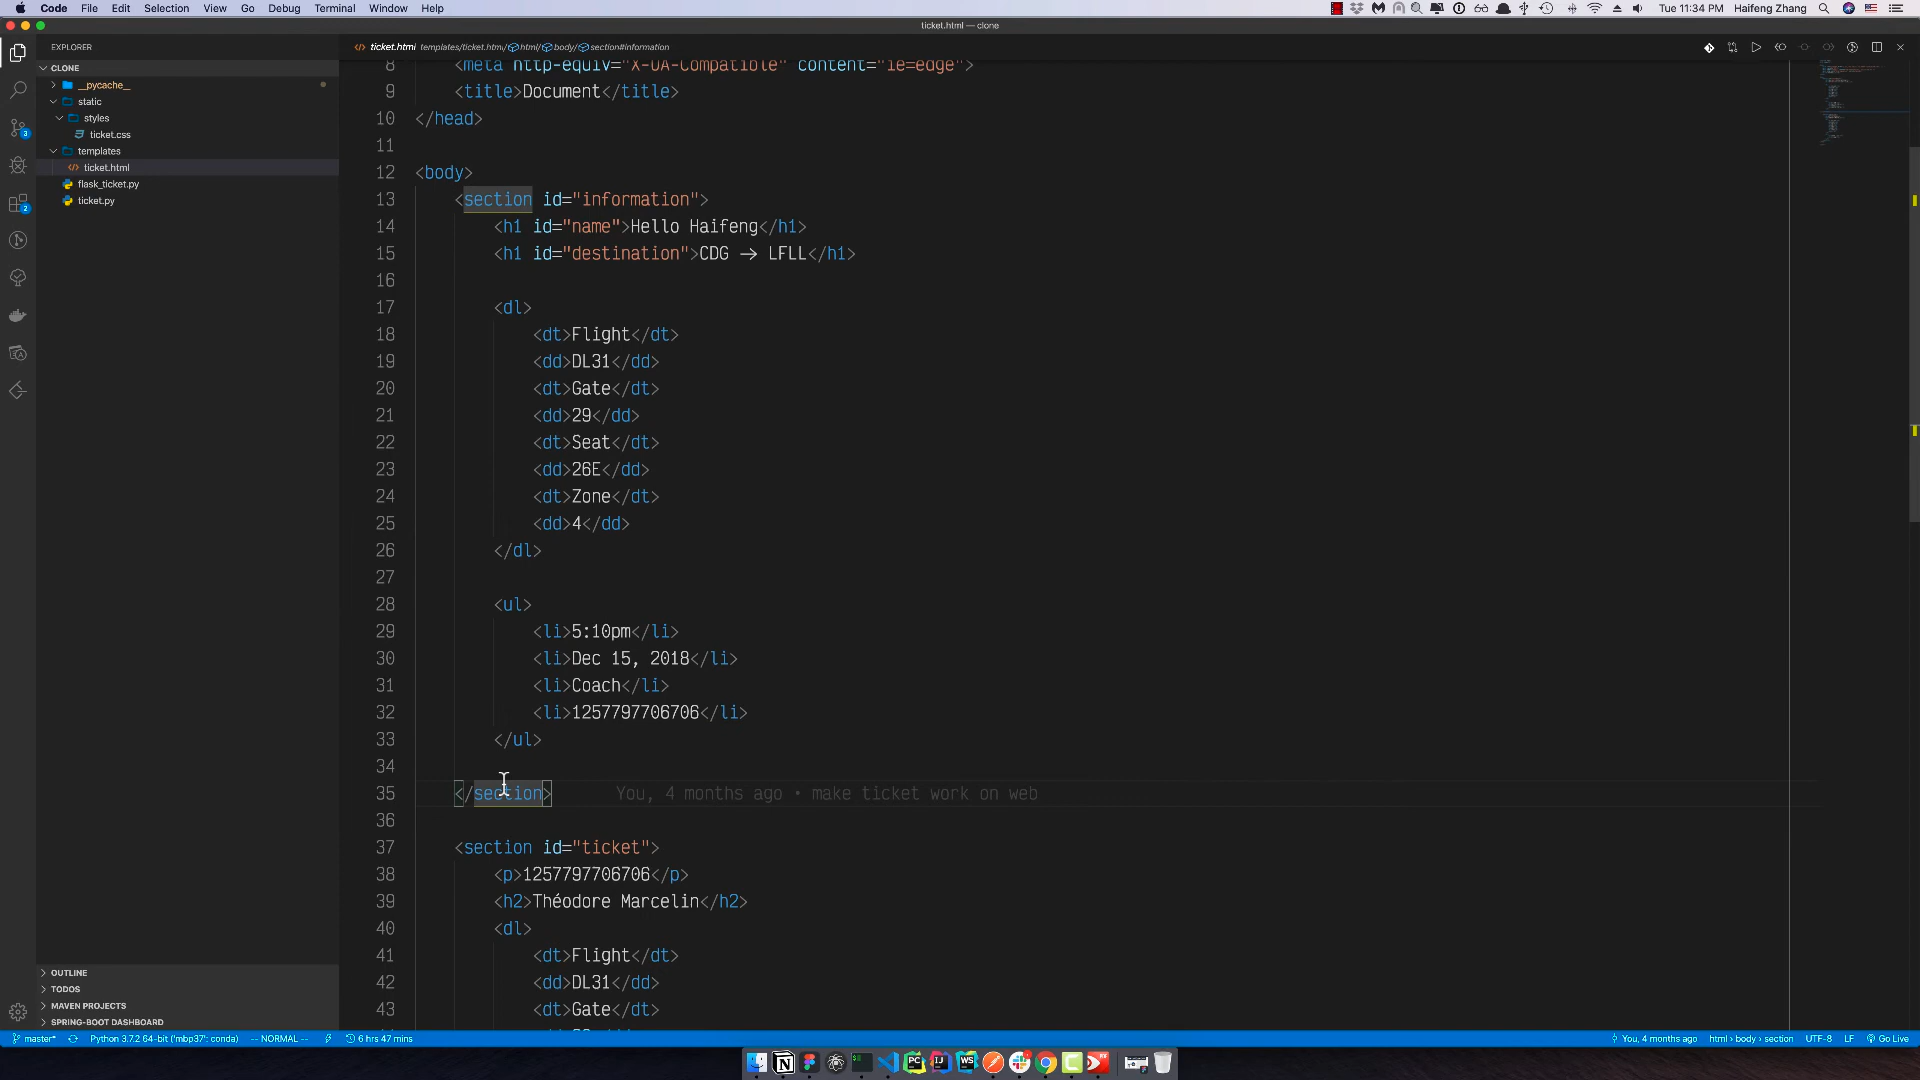 Code File Edit Selection View Go Debug Terminal Window Help
Tue 11:34 PM Haifeng Zhang
ticket.html — clone
EXPLORER
ticket.html templates/ticket.html/ html/ body/ section#information
CLONE
__pycache__
static
styles
ticket.css
templates
ticket.html
flask_ticket.py
ticket.py
8 <meta http-equiv="X-UA-Compatible" content="ie=edge">
9 <title>Document</title>
10 </head>
11
12 <body>
13 <section id="information">
14 <h1 id="name">Hello Haifeng</h1>
15 <h1 id="destination">CDG → LFLL</h1>
16
17 <dl>
18 <dt>Flight</dt>
19 <dd>DL31</dd>
20 <dt>Gate</dt>
21 <dd>29</dd>
22 <dt>Seat</dt>
23 <dd>26E</dd>
24 <dt>Zone</dt>
25 <dd>4</dd>
26 </dl>
27
28 <ul>
29 <li>5:10pm</li>
30 <li>Dec 15, 2018</li>
31 <li>Coach</li>
32 <li>1257797706706</li>
33 </ul>
34
35 </section> You, 4 months ago • make ticket work on web
36
37 <section id="ticket">
38 <p>1257797706706</p>
39 <h2>Théodore Marcelin</h2>
40 <dl>
41 <dt>Flight</dt>
42 <dd>DL31</dd>
43 <dt>Gate</dt>
OUTLINE
TODOS
MAVEN PROJECTS
SPRING-BOOT DASHBOARD
master* Python 3.7.2 64-bit ('mbp37': conda) -- NORMAL -- 6 hrs 47 mins
You, 4 months ago html › body › section UTF-8 LF Go Live